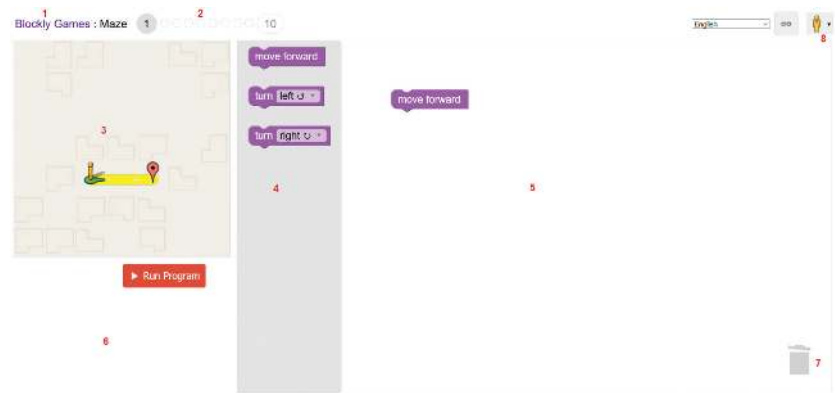 1
2
Blockly Games : Maze 1 10
English
8
move forward
turn left ↺
turn right ↻
move forward
3
4
5
Run Program
6
7